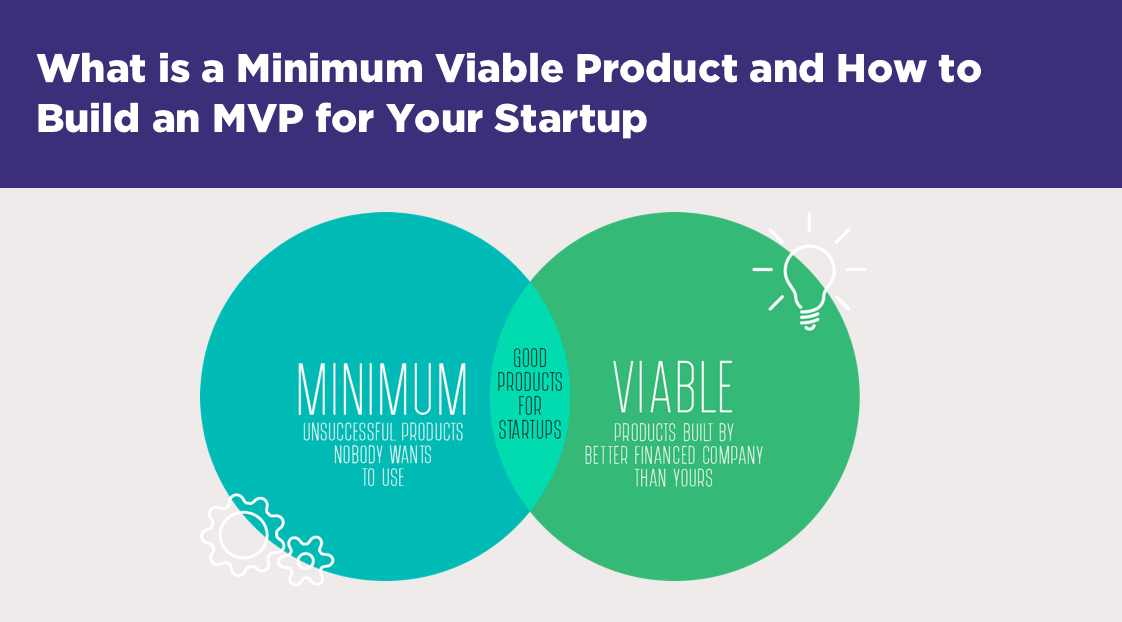 What is a Minimum Viable Product and How to
Build an MVP for Your Startup
MINIMUM
UNSUCCESSFUL PRODUCTS
NOBODY WANTS
TO USE
GOOD
PRODUCTS
FOR
STARTUPS
VIABLE
PRODUCTS BUILT BY
BETTER FINANCED COMPANY
THAN YOURS